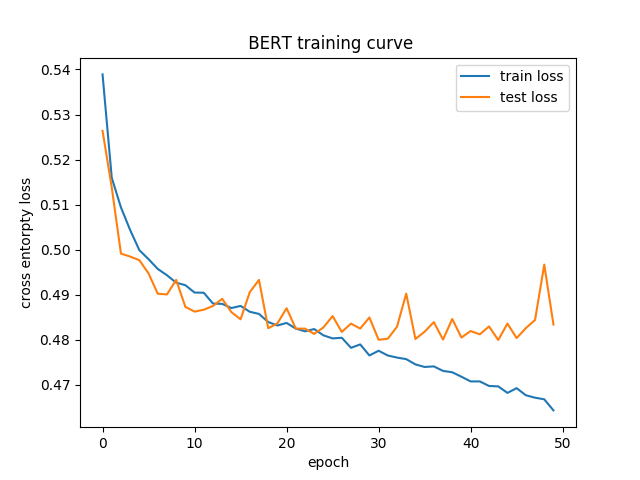 BERT training curve
train loss
test loss
cross entorpty loss
0.54
0.53
0.52
0.51
0.50
0.49
0.48
0.47
0 10 20 30 40 50
epoch